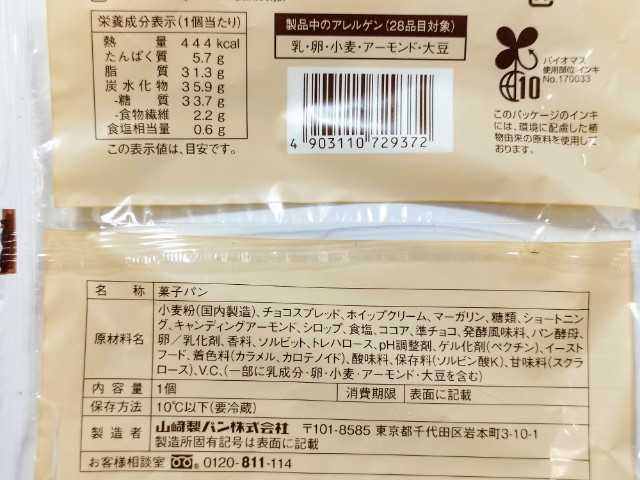 栄養成分表示(1個当たり)
熱量 444 kcal
たんぱく質 5.7 g
脂質 31.3 g
炭水化物 35.9 g
-糖質 33.7 g
-食物繊維 2.2 g
食塩相当量 0.6 g
この表示値は、目安です。
製品中のアレルゲン(28品目対象)
乳・卵・小麦・アーモンド・大豆
4 903110 729372
10
バイオマス
使用部位:インキ
No.170033
このパッケージのインキ
には、環境に配慮した植
物由来の原料を使用して
おります。
名称 菓子パン
原材料名 小麦粉(国内製造)、チョコスプレッド、ホイップクリーム、マーガリン、糖類、ショートニン
グ、キャンディングアーモンド、シロップ、食塩、ココア、準チョコ、発酵風味料、パン酵母、
卵/乳化剤、香料、ソルビット、トレハロース、pH調整剤、ゲル化剤(ペクチン)、イースト
フード、着色料(カラメル、カロテノイド)、酸味料、保存料(ソルビン酸K)、甘味料(スクラ
ロース)、V.C、(一部に乳成分・卵・小麦・アーモンド・大豆を含む)
内容量 1個 消費期限 表面に記載
保存方法 10℃以下(要冷蔵)
製造者 山﨑製パン株式会社 〒101-8585 東京都千代田区岩本町3-10-1
製造所固有記号は表面に記載
お客様相談室 0120-811-114